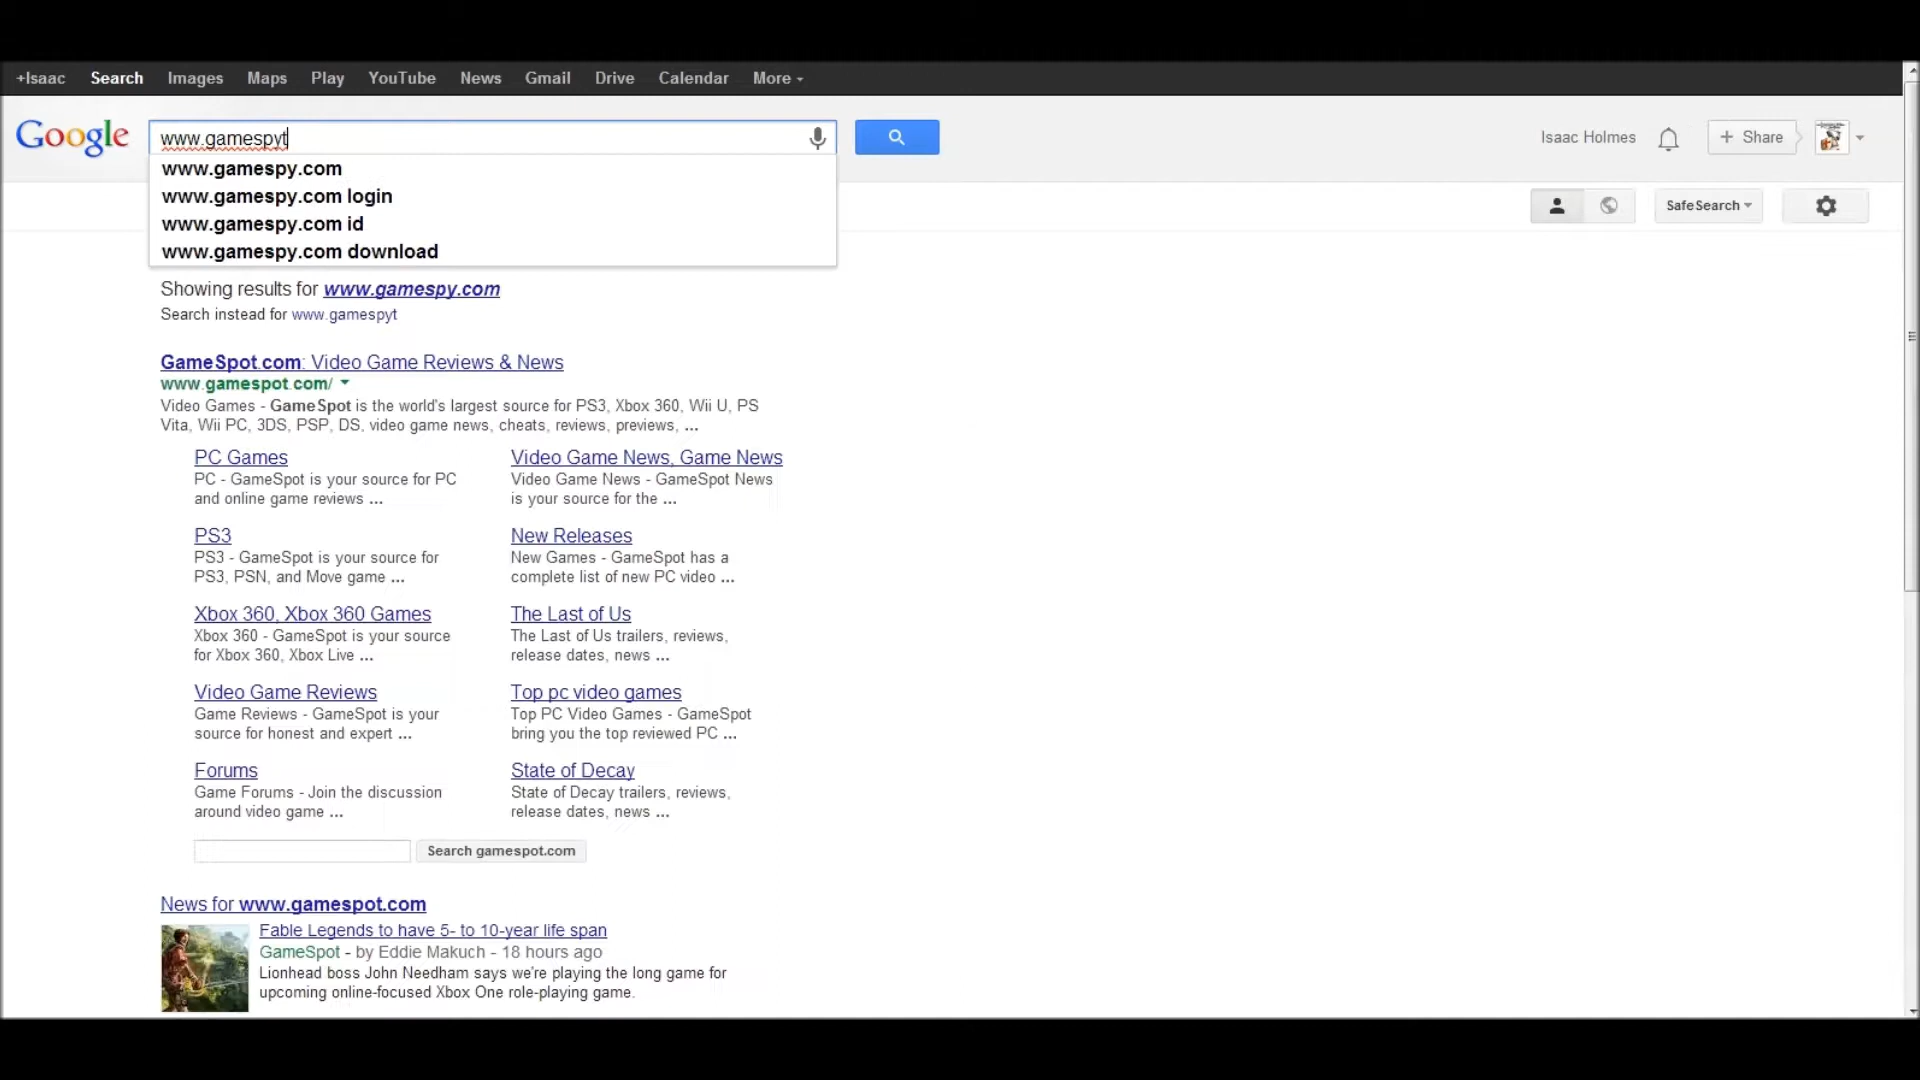 +Isaac Search Images Maps Play YouTube News Gmail Drive Calendar More
Google www.gamespyt Isaac Holmes + Share
www.gamespy.com
www.gamespy.com login
www.gamespy.com id
www.gamespy.com download
SafeSearch
Showing results for www.gamespy.com
Search instead for www.gamespyt
GameSpot.com: Video Game Reviews & News
www.gamespot.com/
Video Games - GameSpot is the world's largest source for PS3, Xbox 360, Wii U, PS
Vita, Wii PC, 3DS, PSP, DS, video game news, cheats, reviews, previews, ...
PC Games
PC - GameSpot is your source for PC
and online game reviews ...
Video Game News, Game News
Video Game News - GameSpot News
is your source for the ...
PS3
PS3 - GameSpot is your source for
PS3, PSN, and Move game ...
New Releases
New Games - GameSpot has a
complete list of new PC video ...
Xbox 360, Xbox 360 Games
Xbox 360 - GameSpot is your source
for Xbox 360, Xbox Live ...
The Last of Us
The Last of Us trailers, reviews,
release dates, news ...
Video Game Reviews
Game Reviews - GameSpot is your
source for honest and expert ...
Top pc video games
Top PC Video Games - GameSpot
bring you the top reviewed PC ...
Forums
Game Forums - Join the discussion
around video game ...
State of Decay
State of Decay trailers, reviews,
release dates, news ...
Search gamespot.com
News for www.gamespot.com
Fable Legends to have 5- to 10-year life span
GameSpot - by Eddie Makuch - 18 hours ago
Lionhead boss John Needham says we're playing the long game for
upcoming online-focused Xbox One role-playing game.